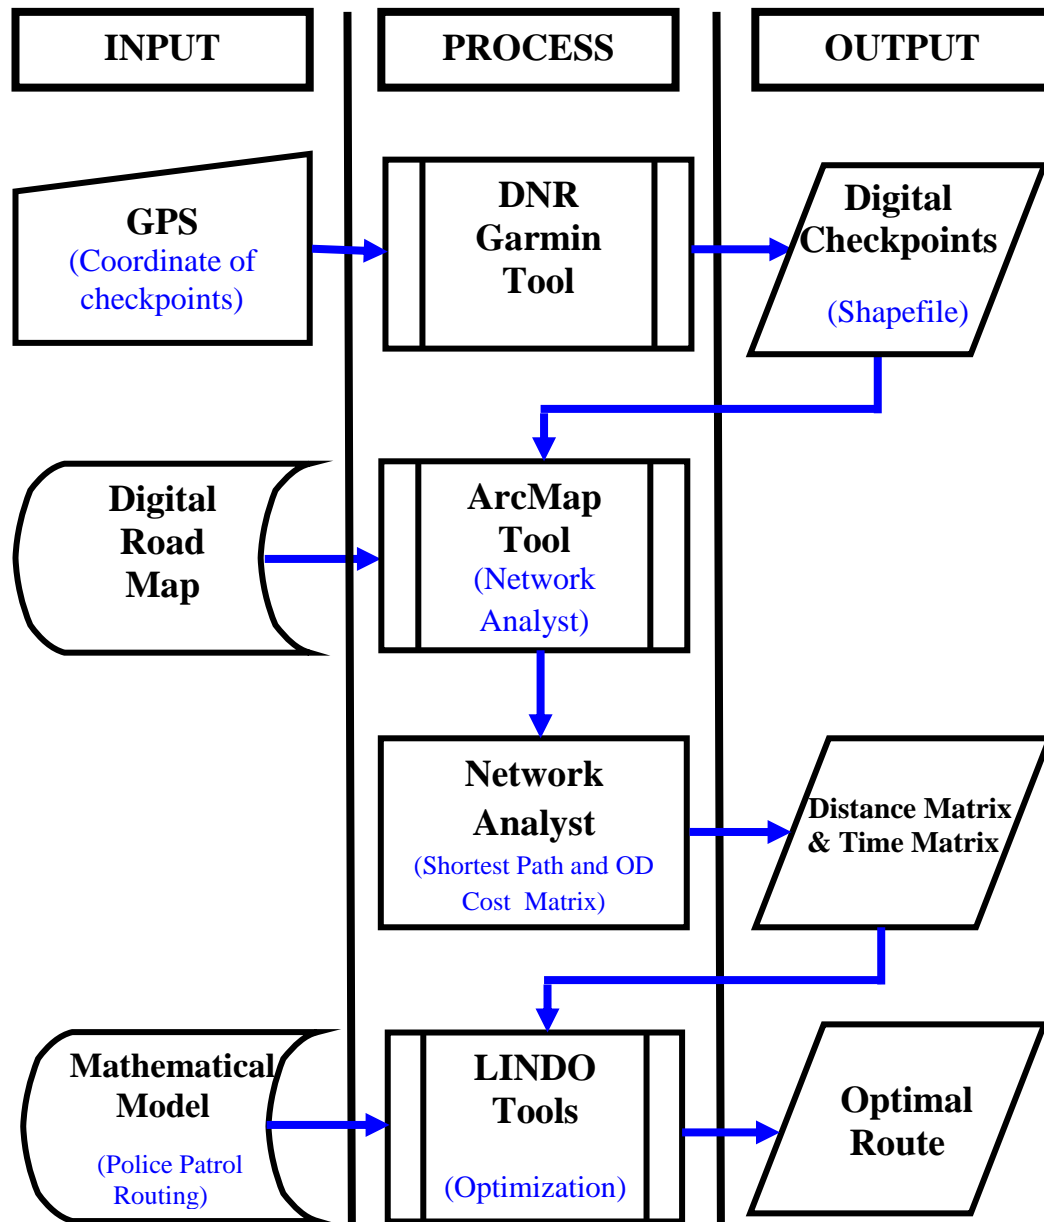 INPUT
PROCESS
OUTPUT
GPS
(Coordinate of
checkpoints)
DNR
Garmin
Tool
Digital
Checkpoints
(Shapefile)
Digital
Road
Map
ArcMap
Tool
(Network
Analyst)
Network
Analyst
(Shortest Path and OD
Cost Matrix)
Distance Matrix
& Time Matrix
Mathematical
Model
(Police Patrol
Routing)
LINDO
Tools
(Optimization)
Optimal
Route